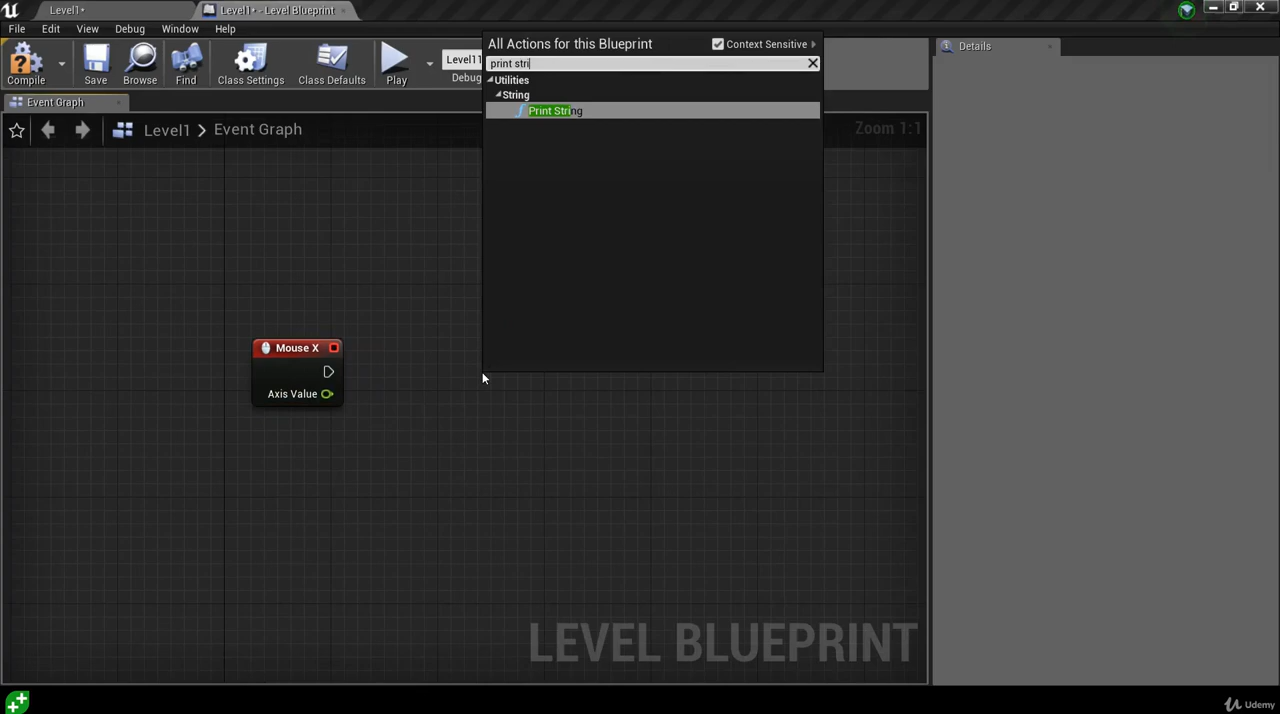 Level1*
Level1* - Level Blueprint
File Edit View Debug Window Help
Compile
Save
Browse
Find
Class Settings
Class Defaults
Play
Level11
Debug
All Actions for this Blueprint
Context Sensitive
print stri
Utilities
String
Print String
Details
Event Graph
Level1 > Event Graph
Zoom 1:1
Mouse X
Axis Value
LEVEL BLUEPRINT
Udemy